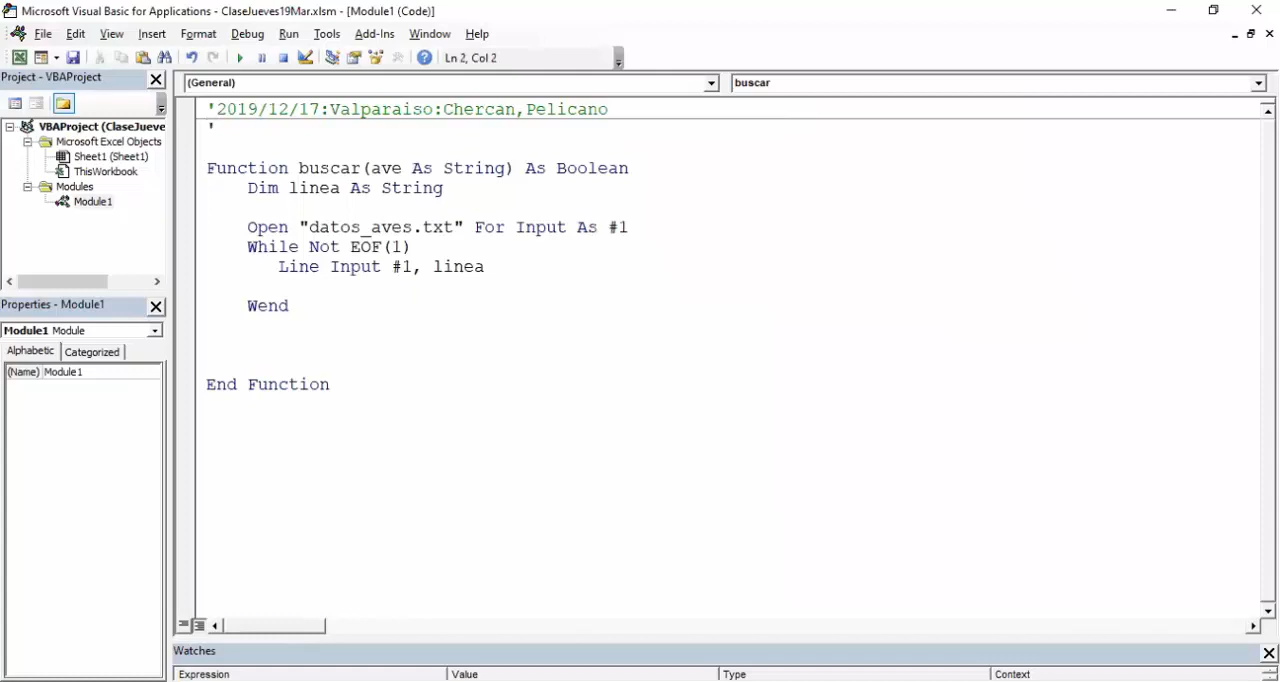 Microsoft Visual Basic for Applications - ClaseJueves19Mar.xlsm - [Module1 (Code)]
File Edit View Insert Format Debug Run Tools Add-Ins Window Help
Ln 2, Col 2
Project - VBAProject
(General)
buscar
VBAProject (ClaseJueve
Microsoft Excel Objects
Sheet1 (Sheet1)
ThisWorkbook
Modules
Module1
Properties - Module1
Module1 Module
Alphabetic Categorized
(Name) Module1
'2019/12/17:Valparaiso:Chercan,Pelicano
'
Function buscar(ave As String) As Boolean
Dim linea As String
Open "datos_aves.txt" For Input As #1
While Not EOF(1)
Line Input #1, linea
Wend
End Function
Watches
Expression Value Type Context